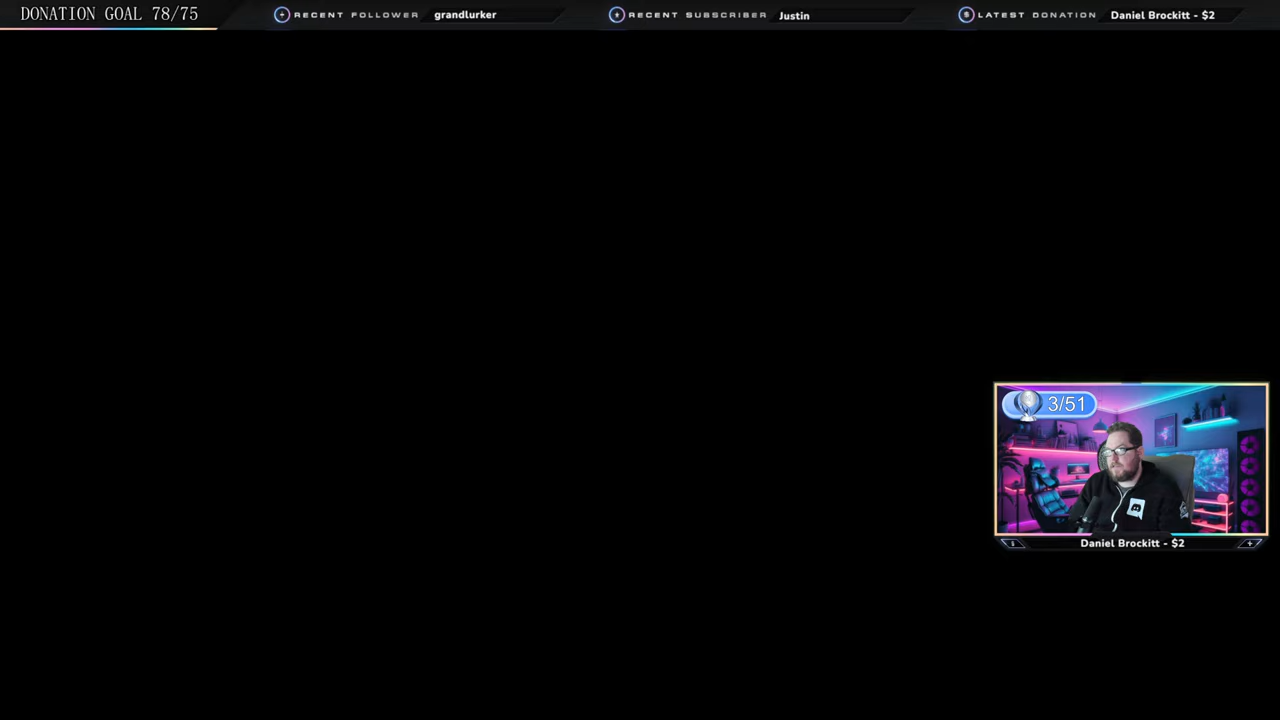 DONATION GOAL 78/75
RECENT FOLLOWER grandlurker
RECENT SUBSCRIBER Justin
LATEST DONATION Daniel Brockitt - $2
3/51
Daniel Brockitt - $2